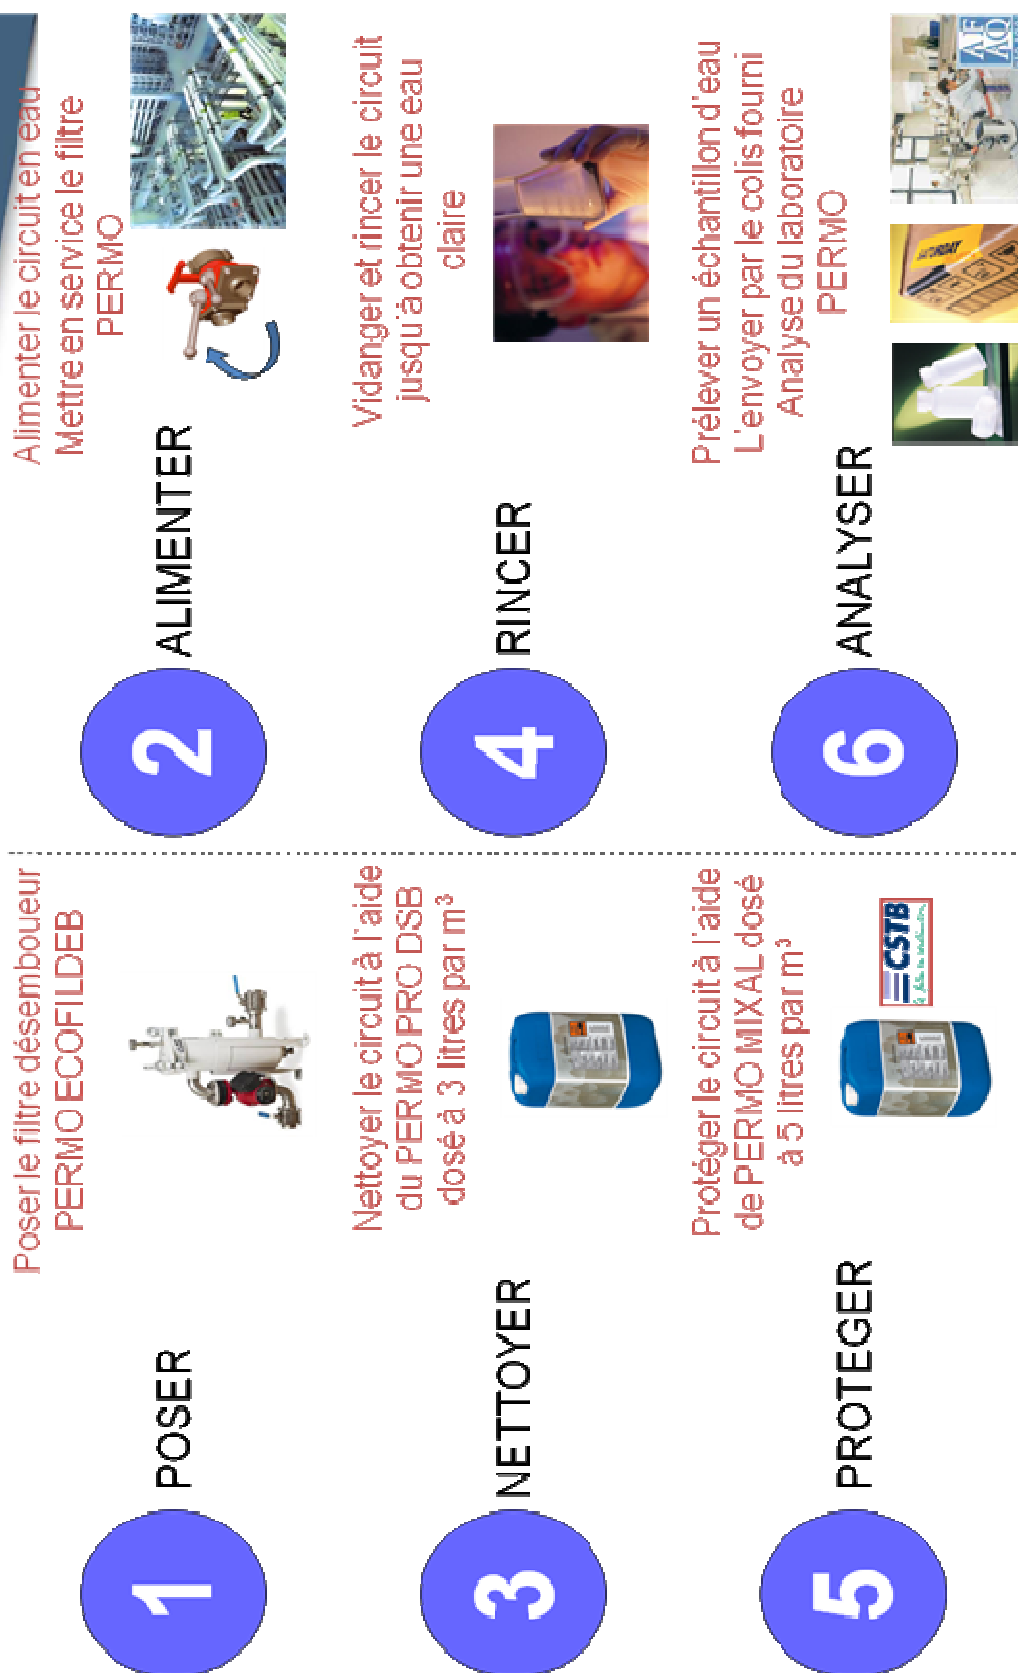 1
POSER
Poser le filtre désemboueur
PERMO ECOFILDEB
2
ALIMENTER
Alimenter le circuit en eau
Mettre en service le filtre
PERMO
3
NETTOYER
Nettoyer le circuit à l'aide
du PERMO PRO DSB
dosé à 3 litres par m³
4
RINCER
Vidanger et rincer le circuit
jusqu'à obtenir une eau
claire
5
PROTEGER
Protéger le circuit à l'aide
de PERMO MIXAL dosé
à 5 litres par m³
CSTB
6
ANALYSER
Prélever un échantillon d'eau
L'envoyer par le colis fourni
Analyse du laboratoire
PERMO
SATURDAY
AF
AQ